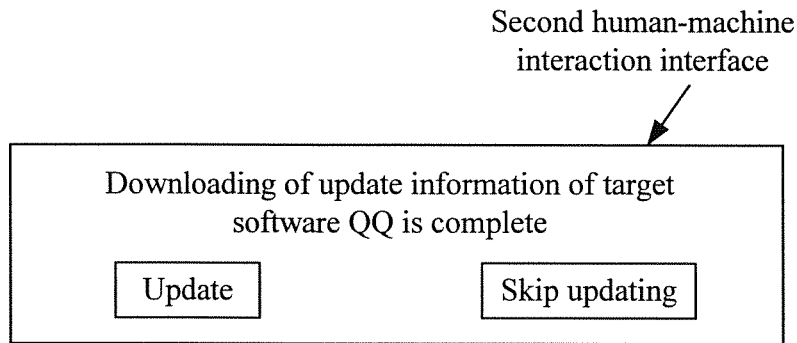 Second human-machine
interaction interface
Downloading of update information of target
software QQ is complete
Update
Skip updating